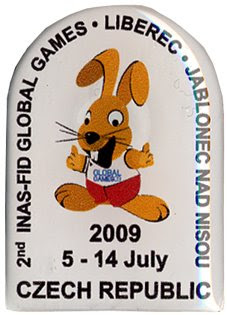 2nd INAS-FID GLOBAL GAMES • LIBEREC • JABLONEC NAD NISOU
GLOBAL
GAMES
2009
5 - 14 July
CZECH REPUBLIC